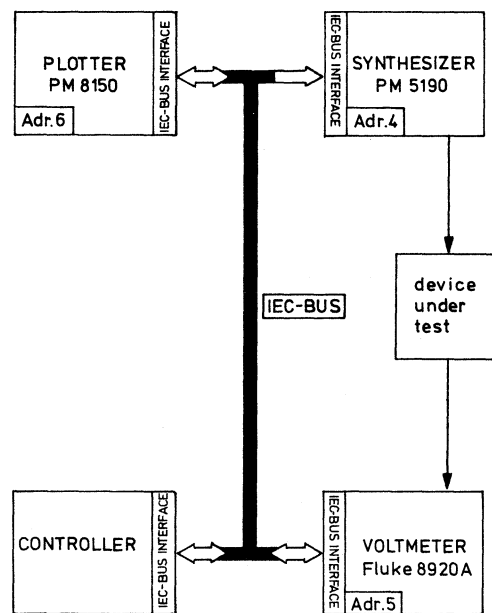 PLOTTER
PM 8150
Adr.6
IEC-BUS INTERFACE
IEC-BUS INTERFACE
SYNTHESIZER
PM 5190
Adr.4
device
under
test
IEC-BUS
CONTROLLER
IEC-BUS INTERFACE
IEC-BUS INTERFACE
VOLTMETER
Fluke 8920A
Adr.5